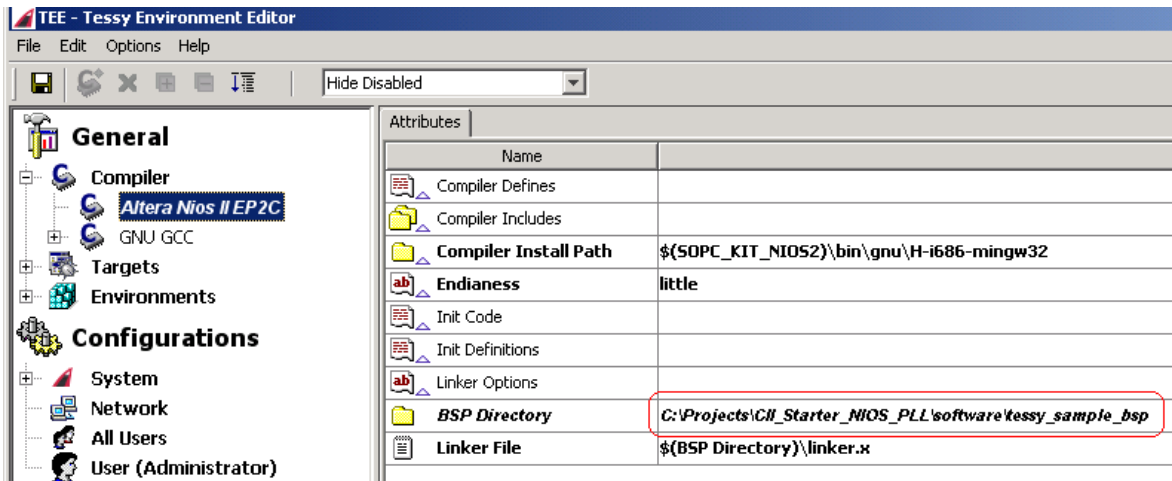 TEE - Tessy Environment Editor
File Edit Options Help
Hide Disabled
General
Compiler
Altera Nios II EP2C
GNU GCC
Targets
Environments
Configurations
System
Network
All Users
User (Administrator)
Attributes
Name
Compiler Defines
Compiler Includes
Compiler Install Path $(SOPC_KIT_NIOS2)\bin\gnu\H-i686-mingw32
Endianess little
Init Code
Init Definitions
Linker Options
BSP Directory C:\Projects\CII_Starter_NIOS_PLL\software\tessy_sample_bsp
Linker File $(BSP Directory)\linker.x